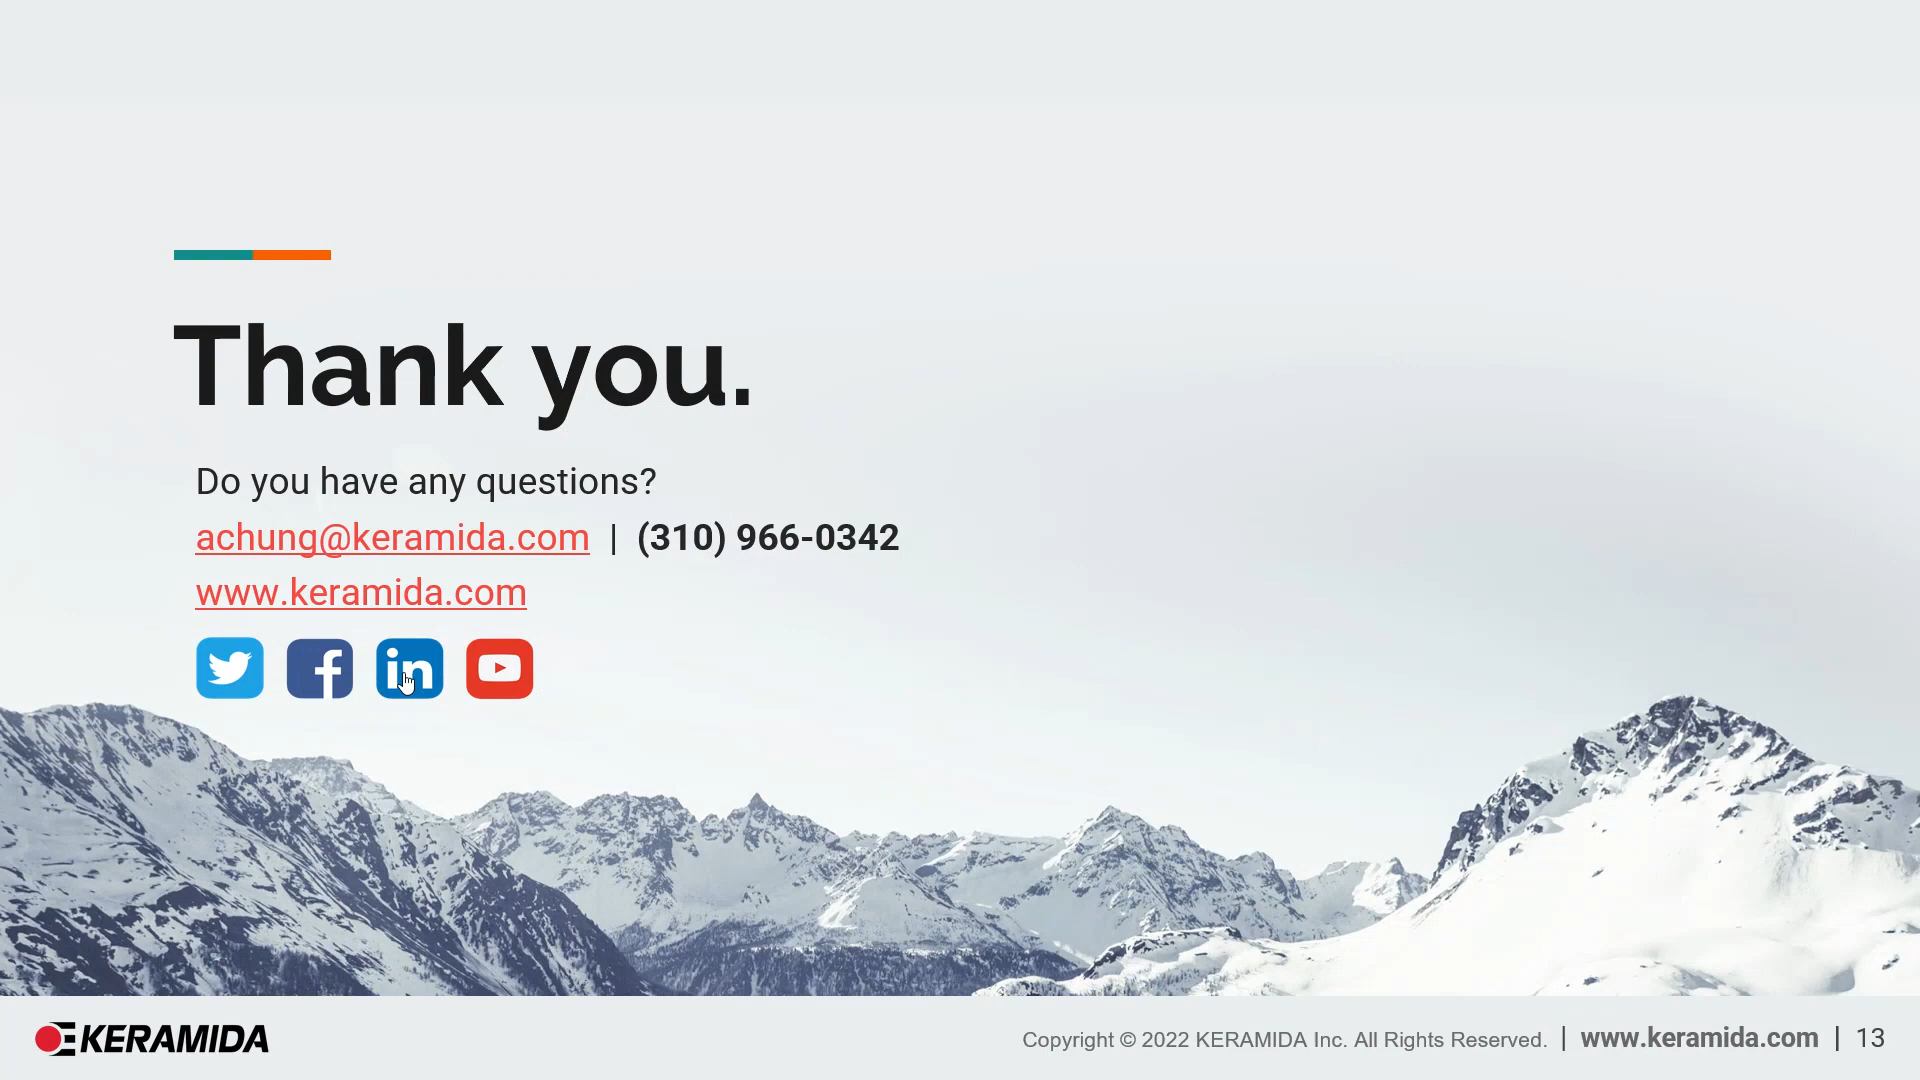 Thank you.
Do you have any questions?
achung@keramida.com | (310) 966-0342
www.keramida.com
in
KERAMIDA
Copyright © 2022 KERAMIDA Inc. All Rights Reserved. | www.keramida.com | 13